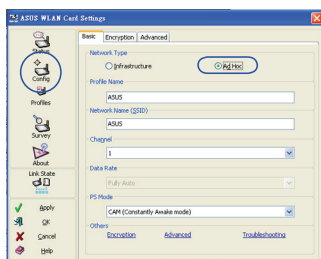 ASUS WLAN Card Settings
Status
Config
Profiles
Survey
About
Link State
Apply
OK
Cancel
Help
Basic Encryption Advanced
Network Type
Infrastructure Ad Hoc
Profile Name
ASUS
Network Name (SSID)
ASUS
Channel
1
Data Rate
Fully Auto
PS Mode
CAM (Constantly Awake mode)
Others
Encryption Advanced Troubleshooting